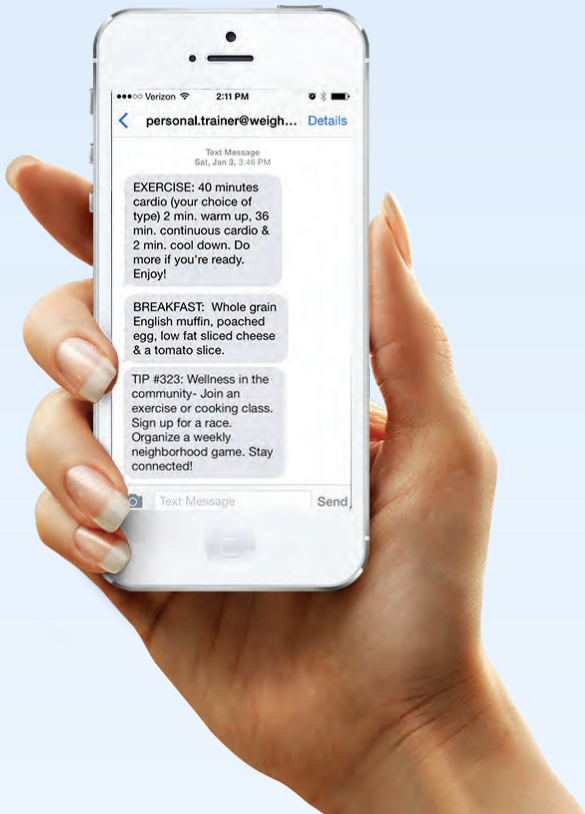 Verizon 2:11 PM
personal.trainer@weigh... Details
Text Message
Sat, Jan 3, 3:46 PM
EXERCISE: 40 minutes
cardio (your choice of
type) 2 min. warm up, 36
min. continuous cardio &
2 min. cool down. Do
more if you're ready.
Enjoy!
BREAKFAST: Whole grain
English muffin, poached
egg, low fat sliced cheese
& a tomato slice.
TIP #323: Wellness in the
community- Join an
exercise or cooking class.
Sign up for a race.
Organize a weekly
neighborhood game. Stay
connected!
Text Message Send